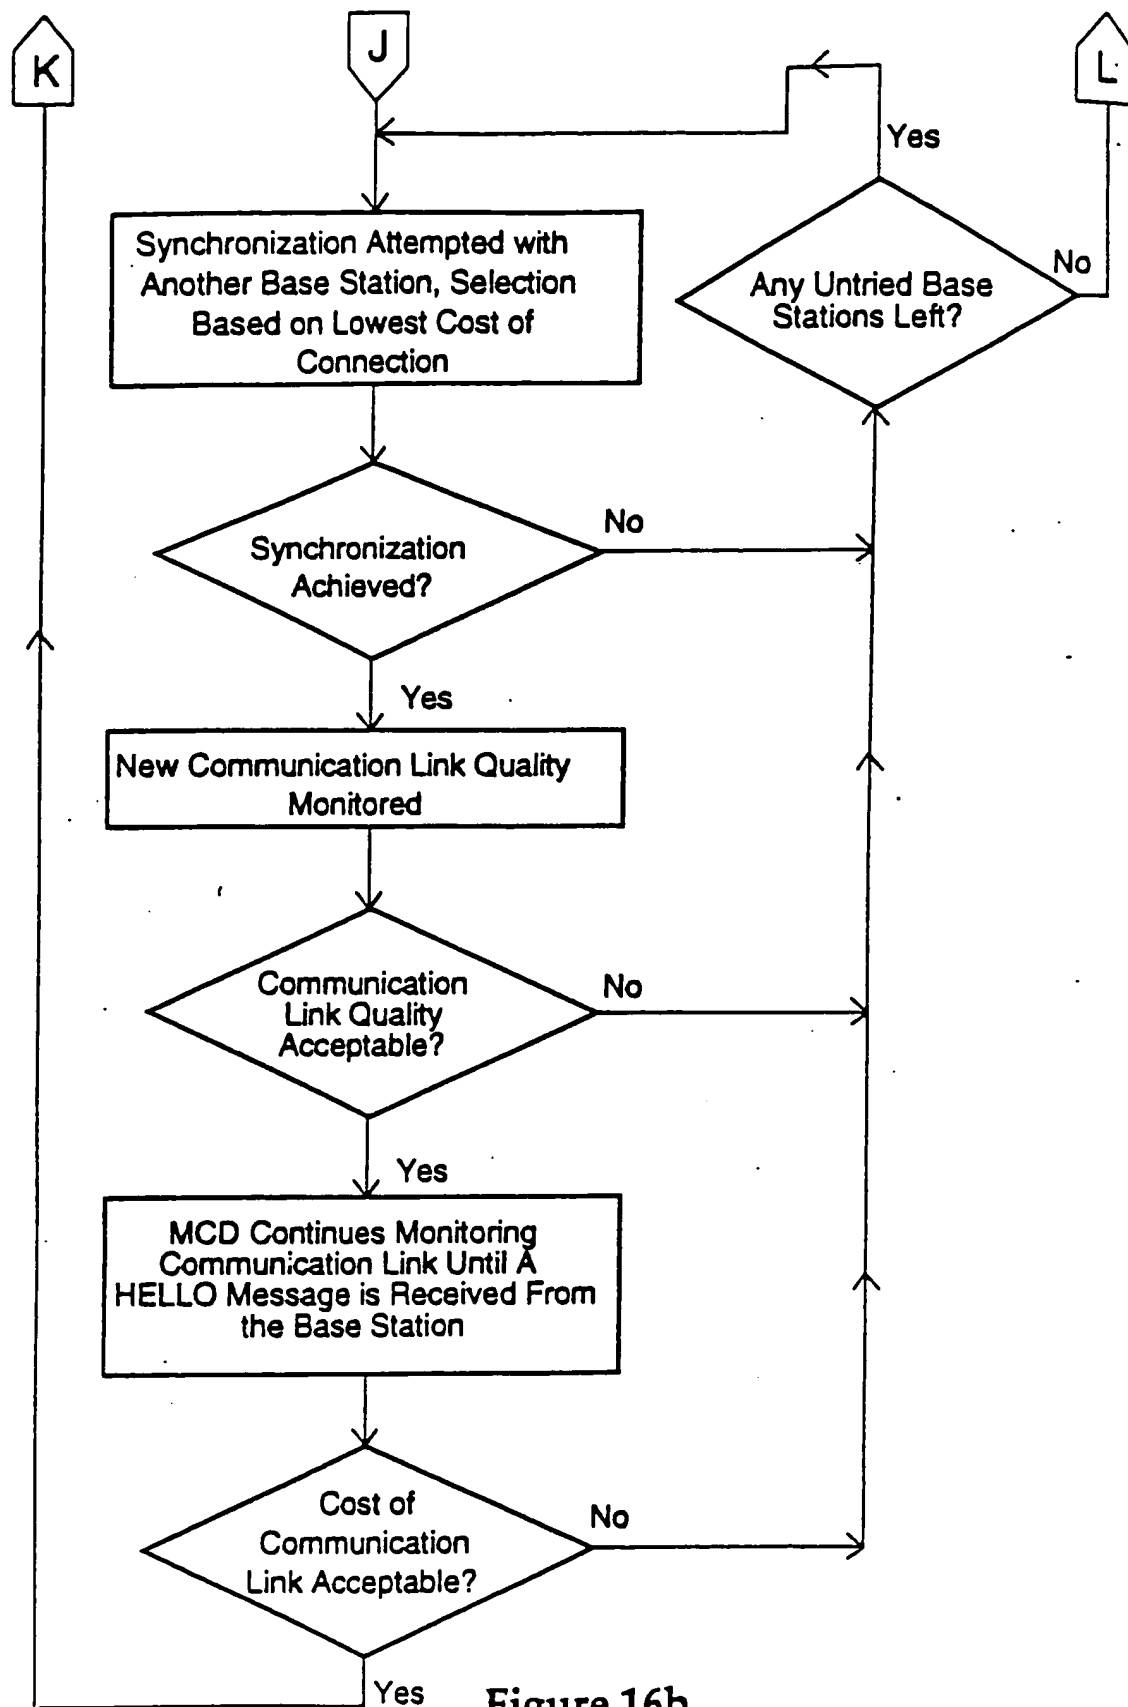 K
J
L
Yes
Synchronization Attempted with
Another Base Station, Selection
Based on Lowest Cost of
Connection
Any Untried Base
Stations Left?
No
Synchronization
Achieved?
No
Yes
New Communication Link Quality
Monitored
Communication
Link Quality
Acceptable?
No
Yes
MCD Continues Monitoring
Communication Link Until A
HELLO Message is Received From
the Base Station
Cost of
Communication
Link Acceptable?
No
Yes
Figure 16b